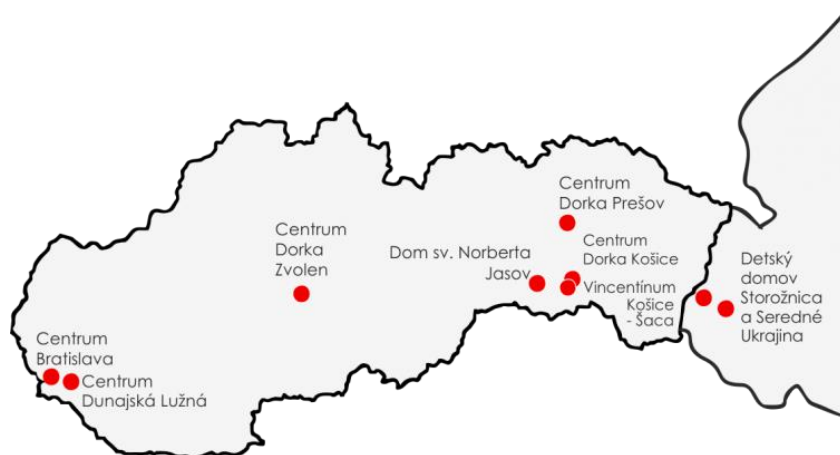 Centrum
Dorka Prešov
Centrum
Dorka
Zvolen
Centrum
Dorka Košice
Dom sv. Norberta
Jasov
Vincentínum
Košice
- Šaca
Detský
domov
Storožnica
a Seredné
Ukrajina
Centrum
Bratislava
Centrum
Dunajská Lužná